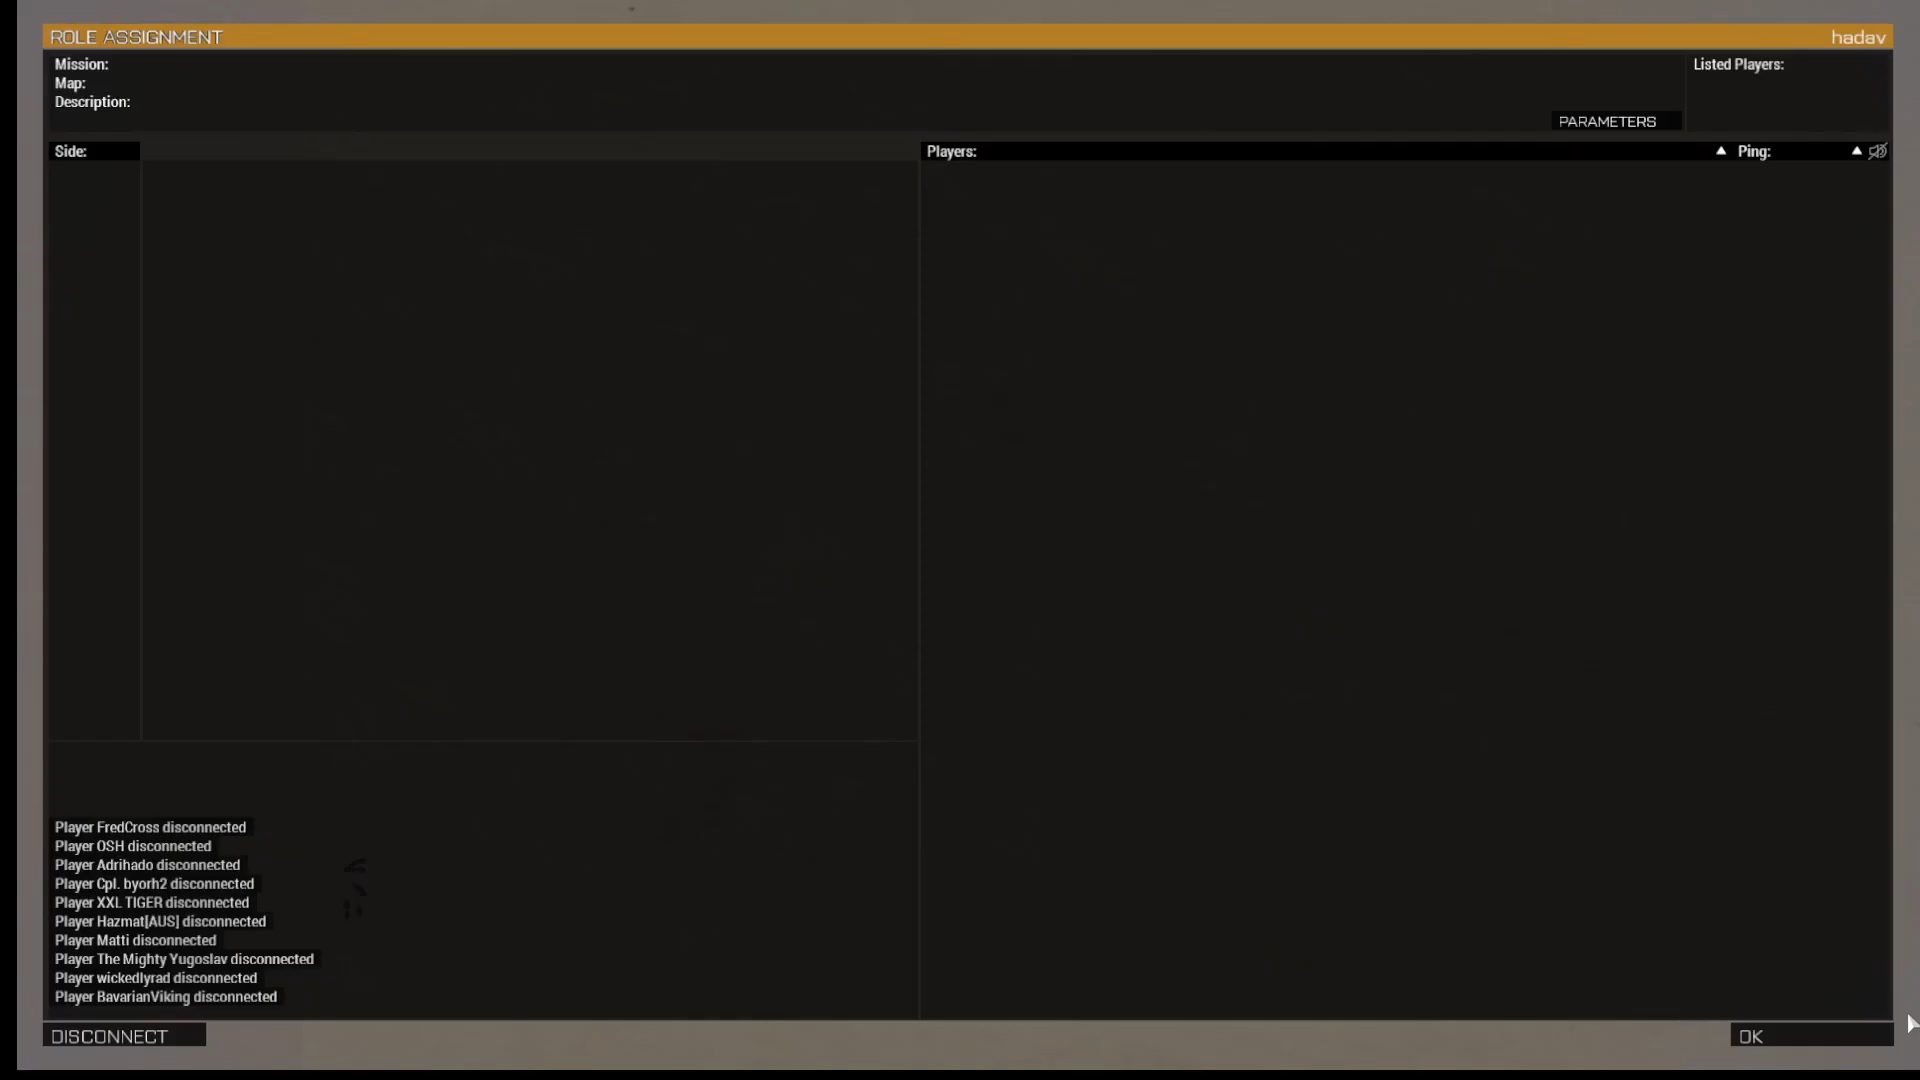 ROLE ASSIGNMENT hadav
Mission:
Map:
Description:
Listed Players:
PARAMETERS
Side:
Players: Ping:
Player FredCross disconnected
Player OSH disconnected
Player Adrihado disconnected
Player Cpl. byorh2 disconnected
Player XXL TIGER disconnected
Player Hazmat[AUS] disconnected
Player Matti disconnected
Player The Mighty Yugoslav disconnected
Player wickedlyrad disconnected
Player BavarianViking disconnected
DISCONNECT OK